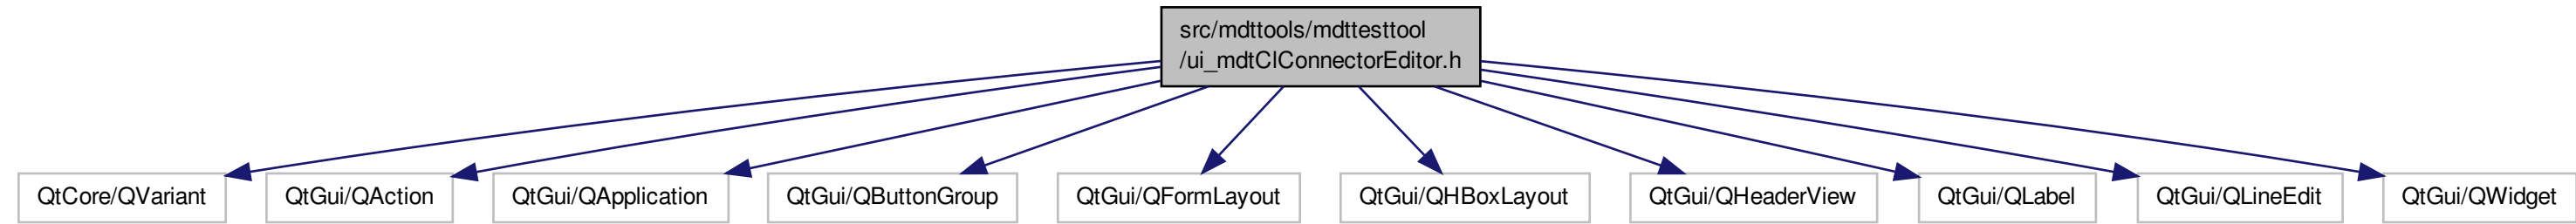 src/mdttools/mdttesttool
/ui_mdtClConnectorEditor.h
QtCore/QVariant
QtGui/QAction
QtGui/QApplication
QtGui/QButtonGroup
QtGui/QFormLayout
QtGui/QHBoxLayout
QtGui/QHeaderView
QtGui/QLabel
QtGui/QLineEdit
QtGui/QWidget